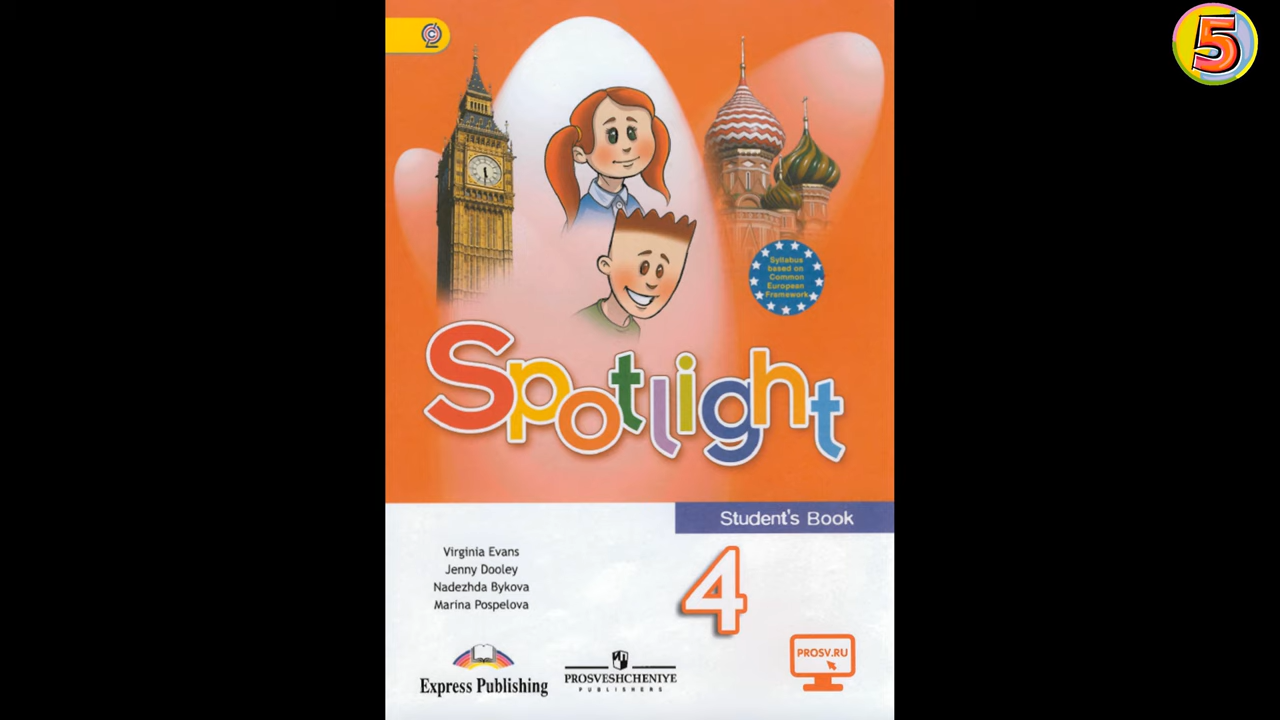 5
Syllabus
based on
Common
European
Framework
Spotlight
Student's Book
4
Virginia Evans
Jenny Dooley
Nadezhda Bykova
Marina Pospelova
Express Publishing
PROSVESHCHENIYE
PUBLISHERS
PROSV.RU